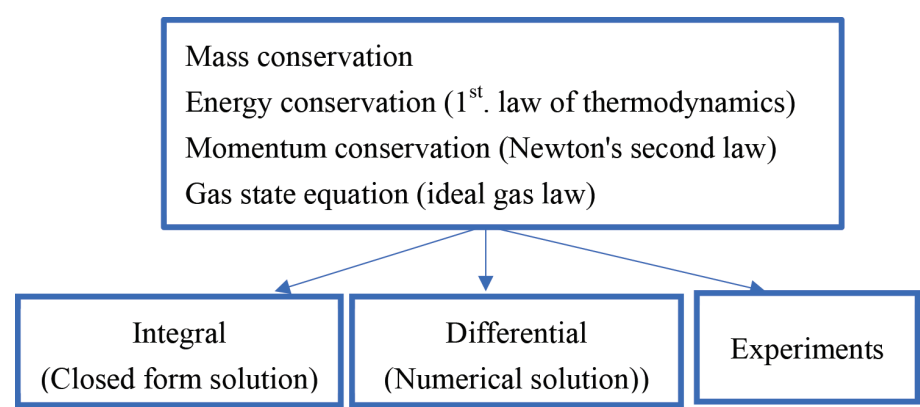 Mass conservation
Energy conservation (1st. law of thermodynamics)
Momentum conservation (Newton's second law)
Gas state equation (ideal gas law)
Integral
(Closed form solution)
Differential
(Numerical solution))
Experiments